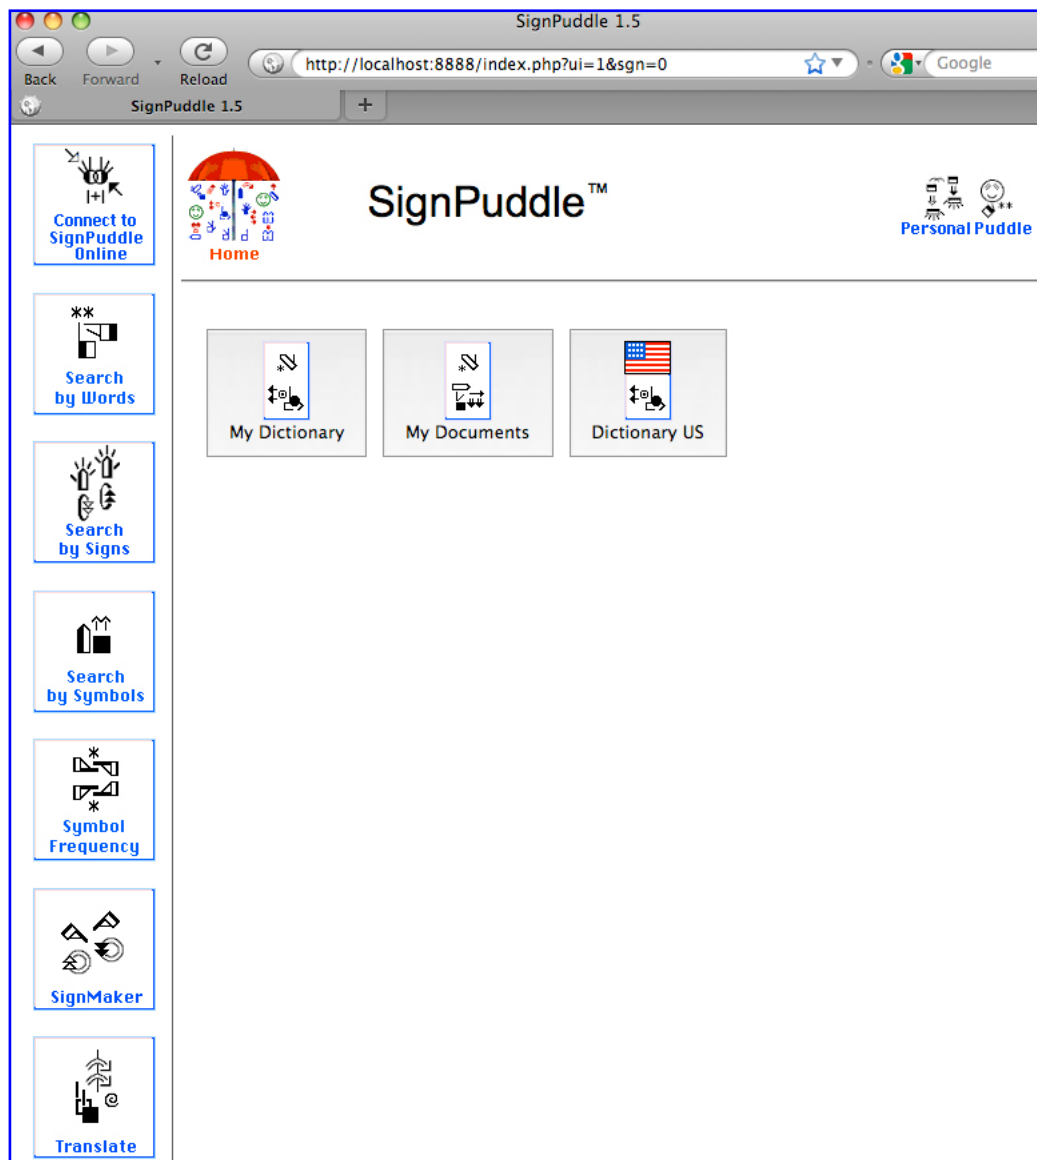 SignPuddle 1.5
Back
Forward
Reload
http://localhost:8888/index.php?ui=1&sgn=0
Google
SignPuddle 1.5
+
Connect to
SignPuddle
Online
Search
by Words
Search
by Signs
Search
by Symbols
Symbol
Frequency
SignMaker
Translate
Home
SignPuddle™
Personal Puddle
My Dictionary
My Documents
Dictionary US